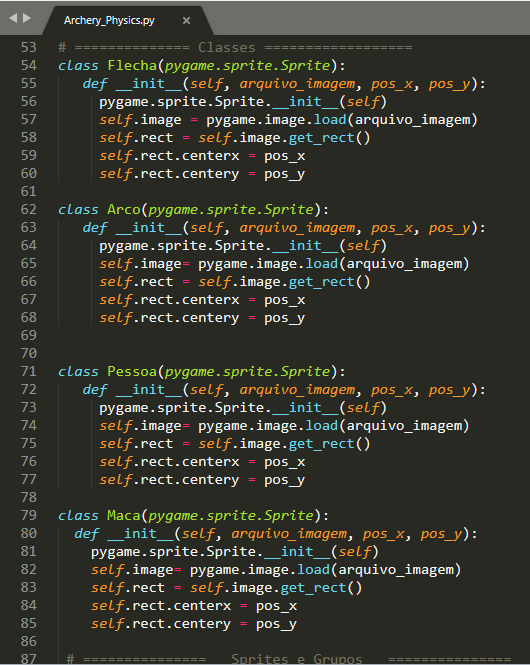 Archery_Physics.py ×
53 # ============== Classes ==================
54 class Flecha(pygame.sprite.Sprite):
55 def __init__(self, arquivo_imagem, pos_x, pos_y):
56 pygame.sprite.Sprite.__init__(self)
57 self.image = pygame.image.load(arquivo_imagem)
58 self.rect = self.image.get_rect()
59 self.rect.centerx = pos_x
60 self.rect.centery = pos_y
61
62 class Arco(pygame.sprite.Sprite):
63 def __init__(self, arquivo_imagem, pos_x, pos_y):
64 pygame.sprite.Sprite.__init__(self)
65 self.image= pygame.image.load(arquivo_imagem)
66 self.rect = self.image.get_rect()
67 self.rect.centerx = pos_x
68 self.rect.centery = pos_y
69
70
71 class Pessoa(pygame.sprite.Sprite):
72 def __init__(self, arquivo_imagem, pos_x, pos_y):
73 pygame.sprite.Sprite.__init__(self)
74 self.image= pygame.image.load(arquivo_imagem)
75 self.rect = self.image.get_rect()
76 self.rect.centerx = pos_x
77 self.rect.centery = pos_y
78
79 class Maca(pygame.sprite.Sprite):
80 def __init__(self, arquivo_imagem, pos_x, pos_y):
81 pygame.sprite.Sprite.__init__(self)
82 self.image= pygame.image.load(arquivo_imagem)
83 self.rect = self.image.get_rect()
84 self.rect.centerx = pos_x
85 self.rect.centery = pos_y
86
87 # =============== Sprites e Grupos ===============